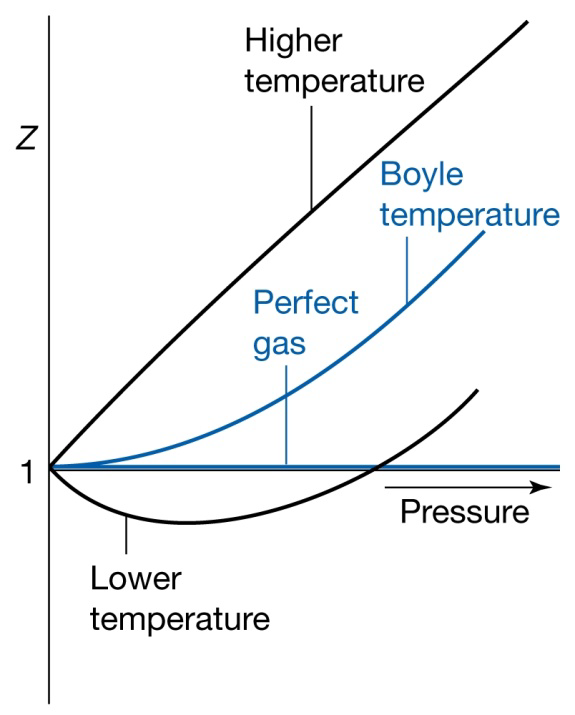 Higher
temperature
Z
Boyle
temperature
Perfect
gas
1
Pressure
Lower
temperature